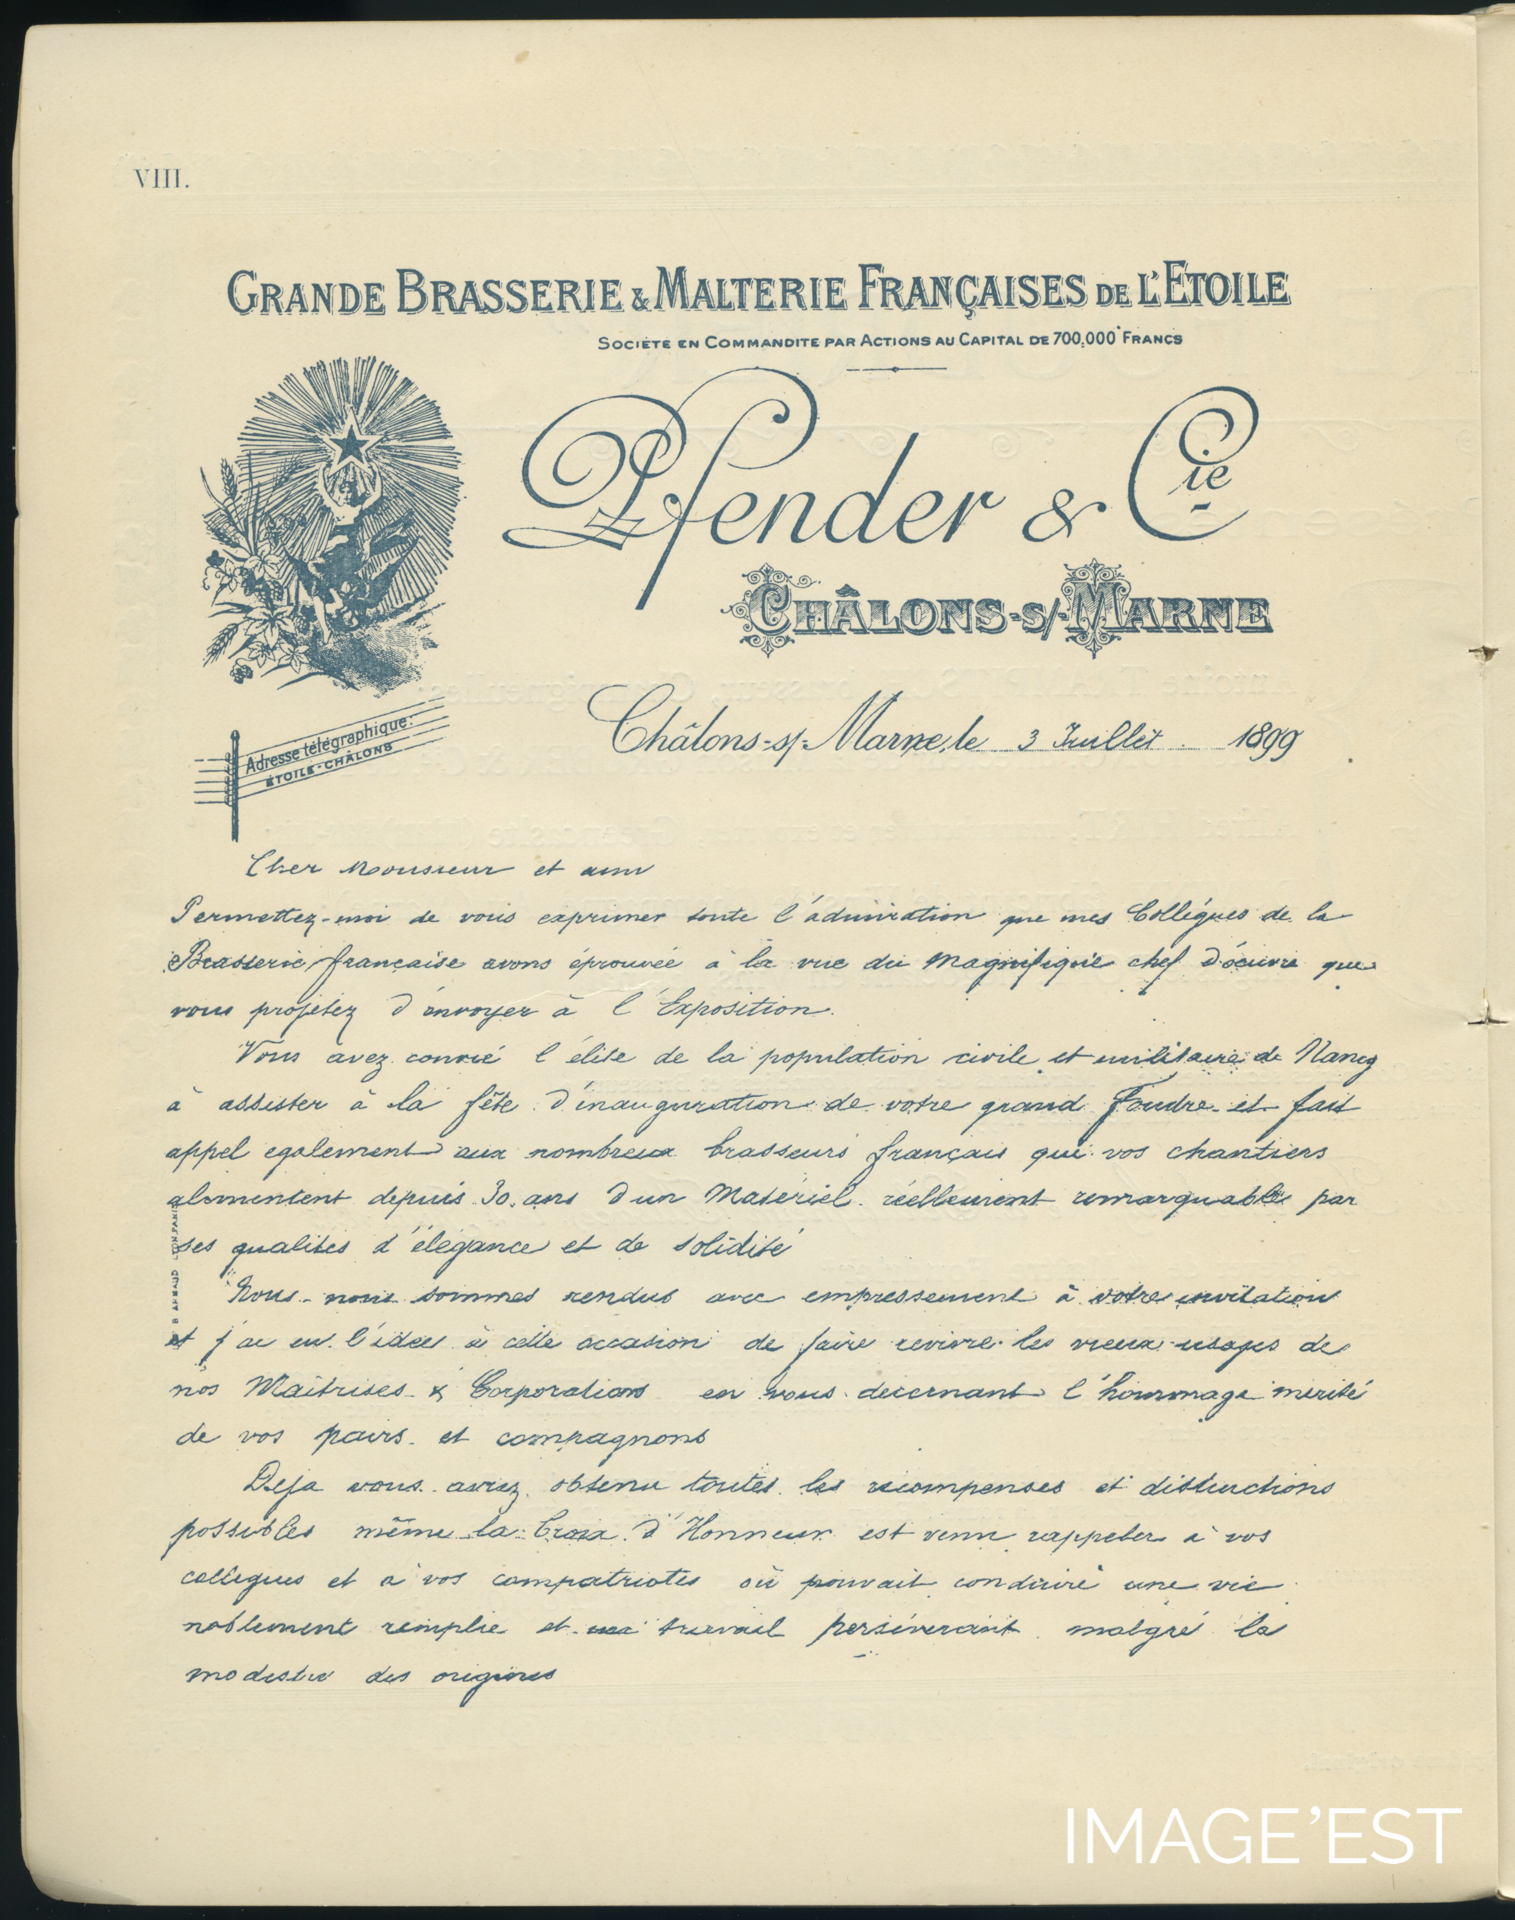 VIII.
GRANDE BRASSERIE & MALTERIE FRANÇAISES DE L'ETOILE
SOCIÉTÉ EN COMMANDITE PAR ACTIONS AU CAPITAL DE 700,000 FRANCS
Pfender & Cie
CHÂLONS-S/-MARNE
Adresse télégraphique:
ÉTOILE-CHÂLONS
Châlons-s/-Marne, le 3 Juillet 1899
Cher Monsieur et ami
Permettez-moi de vous exprimer toute l'admiration que mes Collègues de la
Brasserie française avons éprouvée à la vue du magnifique chef d'œuvre que
vous projetez d'envoyer à l'Exposition.
Vous avez convié l'élite de la population civile et militaire de Nancy
à assister à la fête d'inauguration de votre grand Foudre et fait
appel egalement aux nombreux brasseurs français que vos chantiers
alimentent depuis 30 ans d'un Matériel réellement remarquable par
ses qualités d'élégance et de solidité
Nous nous sommes rendus avec empressement à votre invitation
et j'ai eu l'idée à cette occasion de faire revivre les vieux usages de
nos Maîtrises & Corporations en vous décernant l'hommage mérité
de vos pairs et compagnons
Deja vous aviez obtenu toutes les récompenses et distinctions
possibles même la Croix d'Honneur est venu rappeler à vos
collègues et à vos compatriotes où pouvait conduire une vie
noblement remplie et un travail persévérant malgré la
modestie des origines
IMAGE'EST